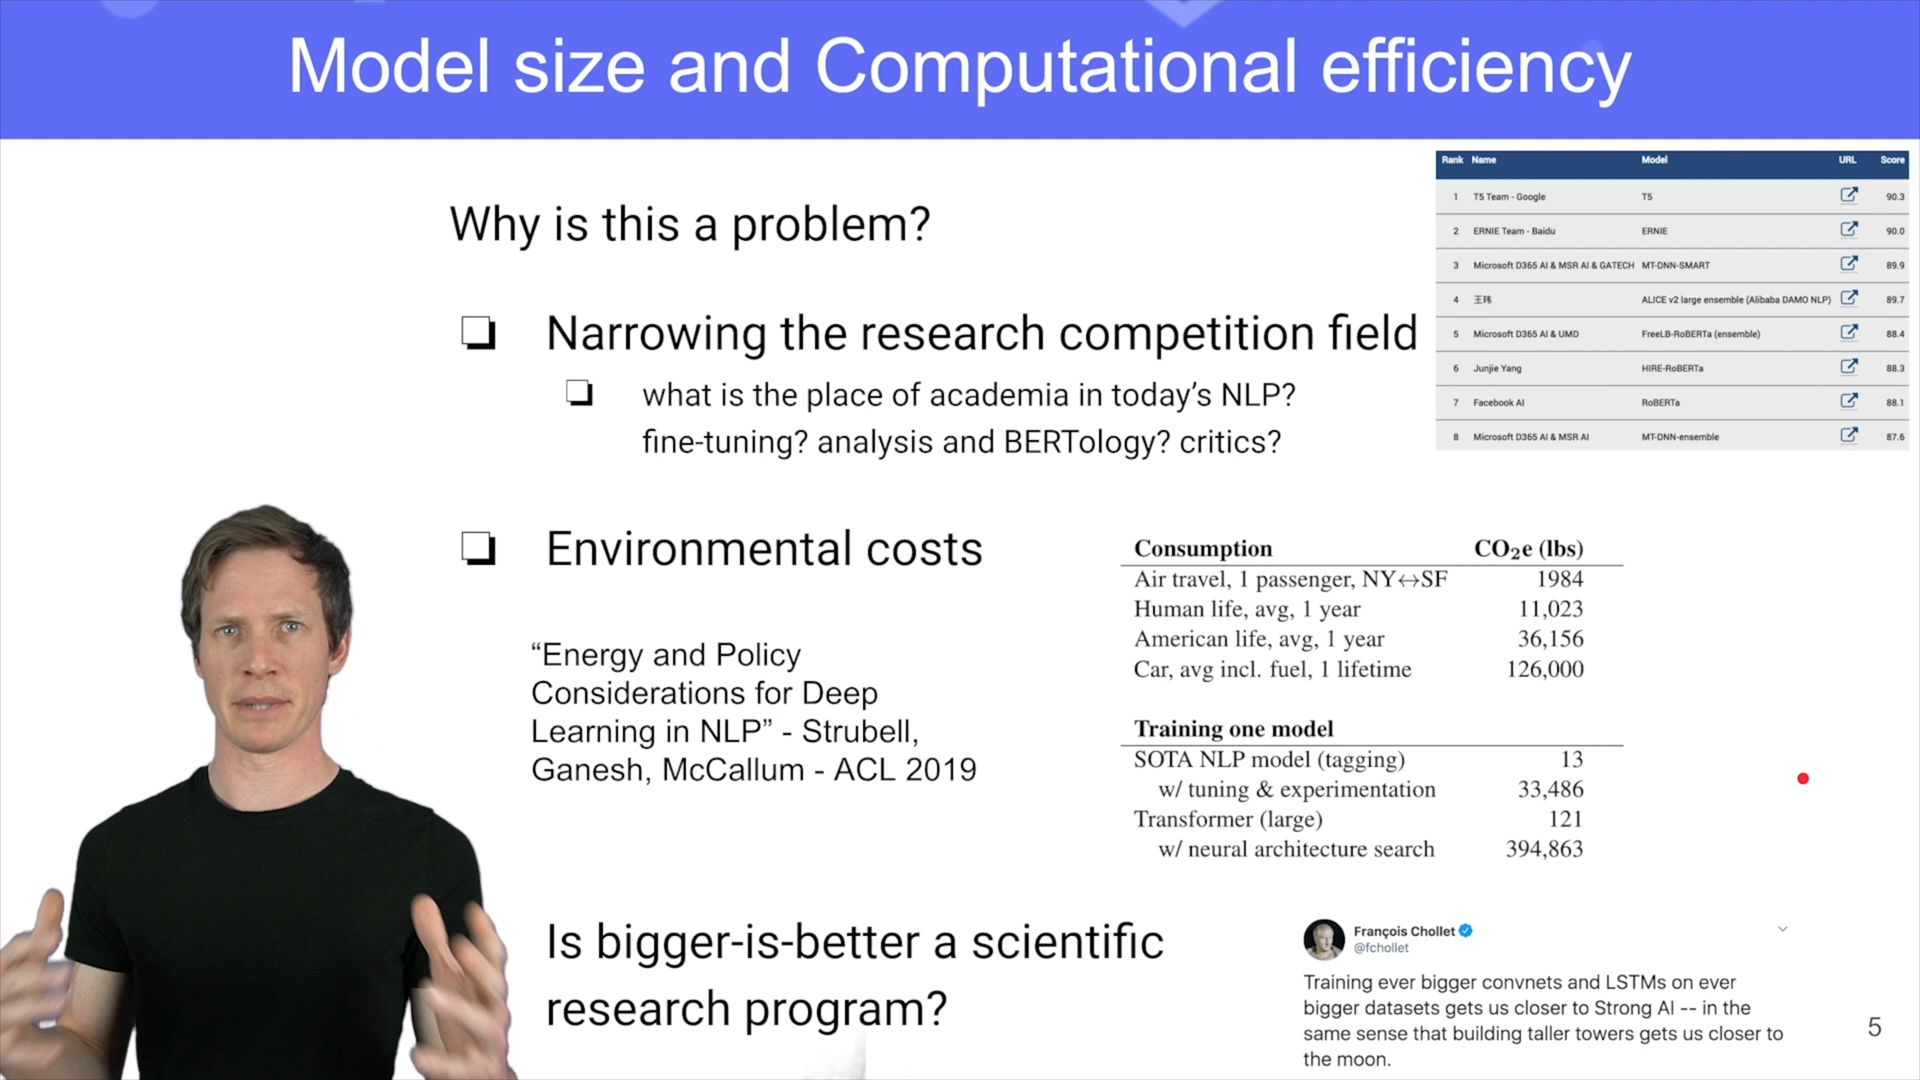 Model size and Computational efficiency
Why is this a problem?
Narrowing the research competition field
what is the place of academia in today's NLP?
fine-tuning? analysis and BERTology? critics?
Rank Name Model URL Score
1 T5 Team - Google T5 90.3
2 ERNIE Team - Baidu ERNIE 90.0
3 Microsoft D365 AI & MSR AI & GATECH MT-DNN-SMART 89.9
4 王玮 ALICE v2 large ensemble (Alibaba DAMO NLP) 89.7
5 Microsoft D365 AI & UMD FreeLB-RoBERTa (ensemble) 88.4
6 Junjie Yang HIRE-RoBERTa 88.3
7 Facebook AI RoBERTa 88.1
8 Microsoft D365 AI & MSR AI MT-DNN-ensemble 87.6
Environmental costs
“Energy and Policy
Considerations for Deep
Learning in NLP” - Strubell,
Ganesh, McCallum - ACL 2019
Consumption CO₂e (lbs)
Air travel, 1 passenger, NY↔SF 1984
Human life, avg, 1 year 11,023
American life, avg, 1 year 36,156
Car, avg incl. fuel, 1 lifetime 126,000
Training one model
SOTA NLP model (tagging) 13
w/ tuning & experimentation 33,486
Transformer (large) 121
w/ neural architecture search 394,863
Is bigger-is-better a scientific
research program?
François Chollet
@fchollet
Training ever bigger convnets and LSTMs on ever
bigger datasets gets us closer to Strong AI -- in the
same sense that building taller towers gets us closer to
the moon.
5